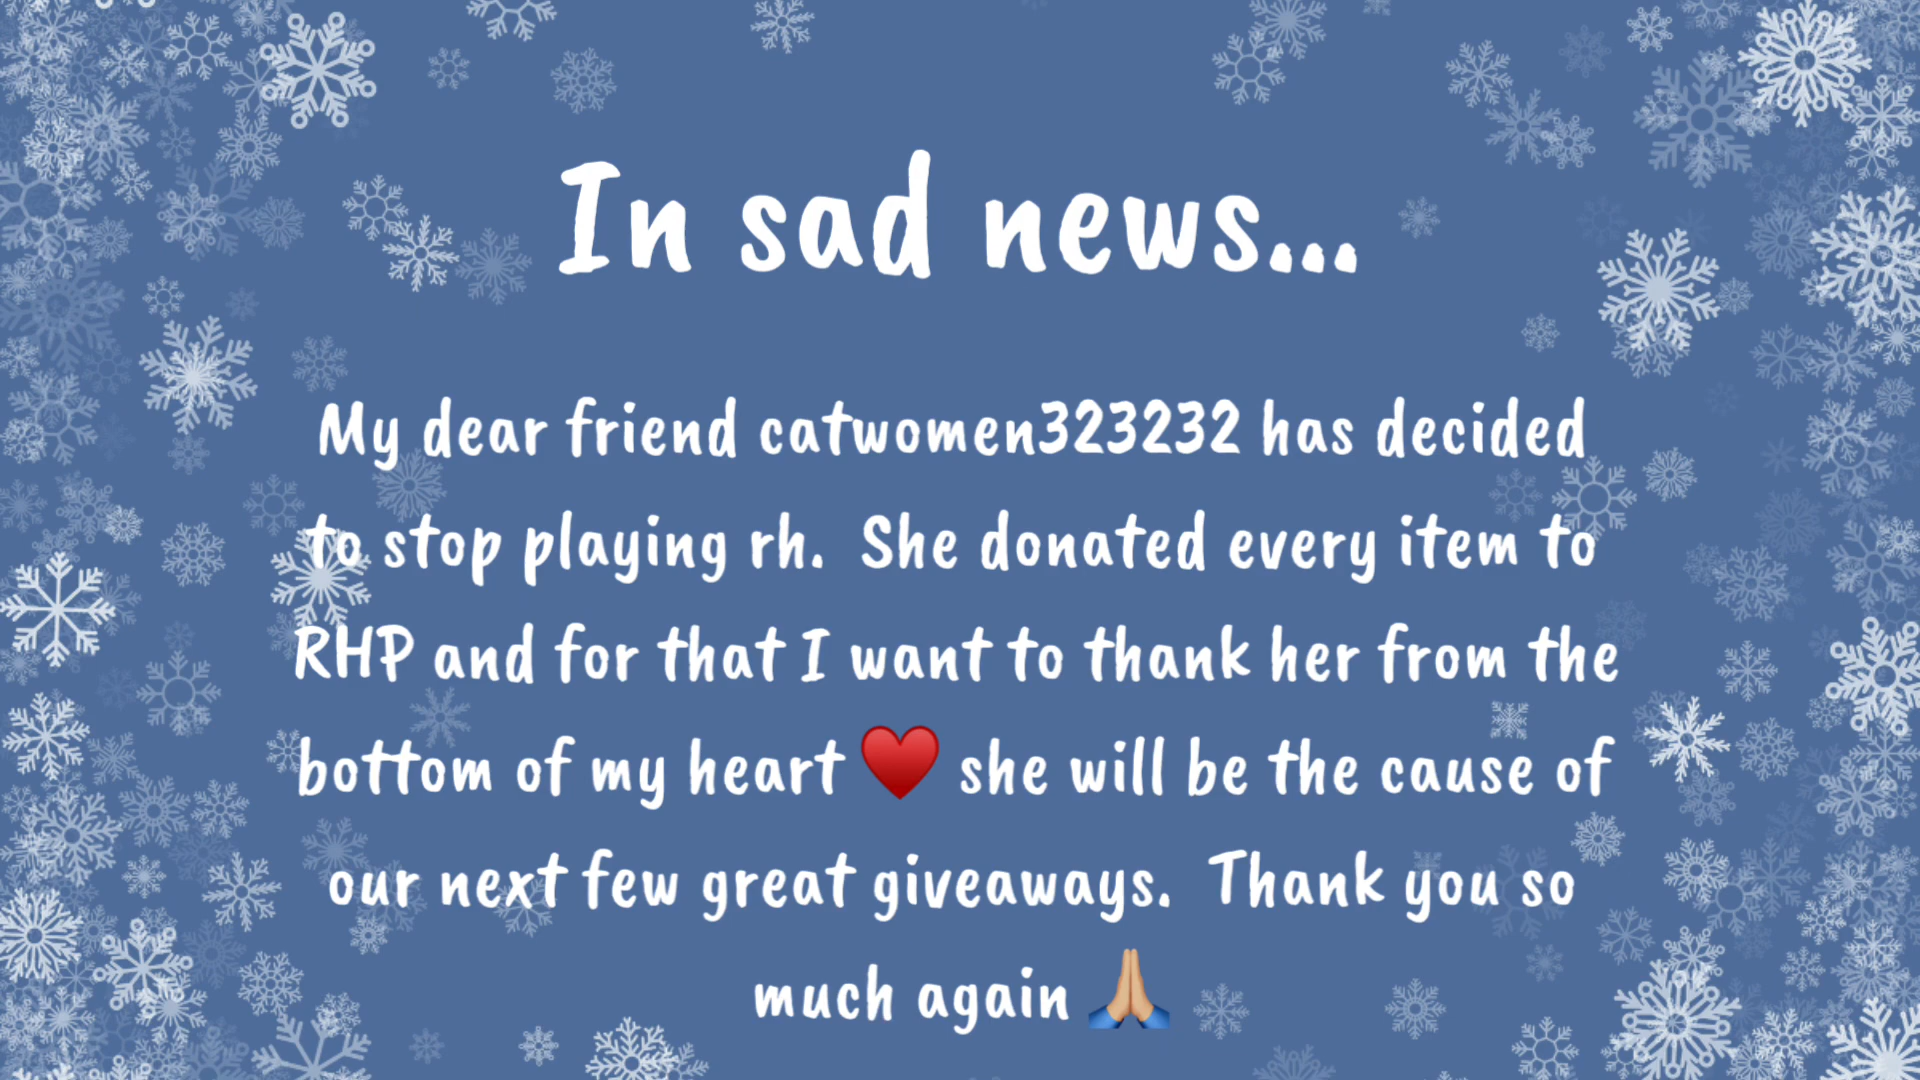 In sad news...
My dear friend catwomen323232 has decided
to stop playing rh.  She donated every item to
RHP and for that I want to thank her from the
bottom of my heart ♥️ she will be the cause of
our next few great giveaways.  Thank you so
much again 🙏🏼